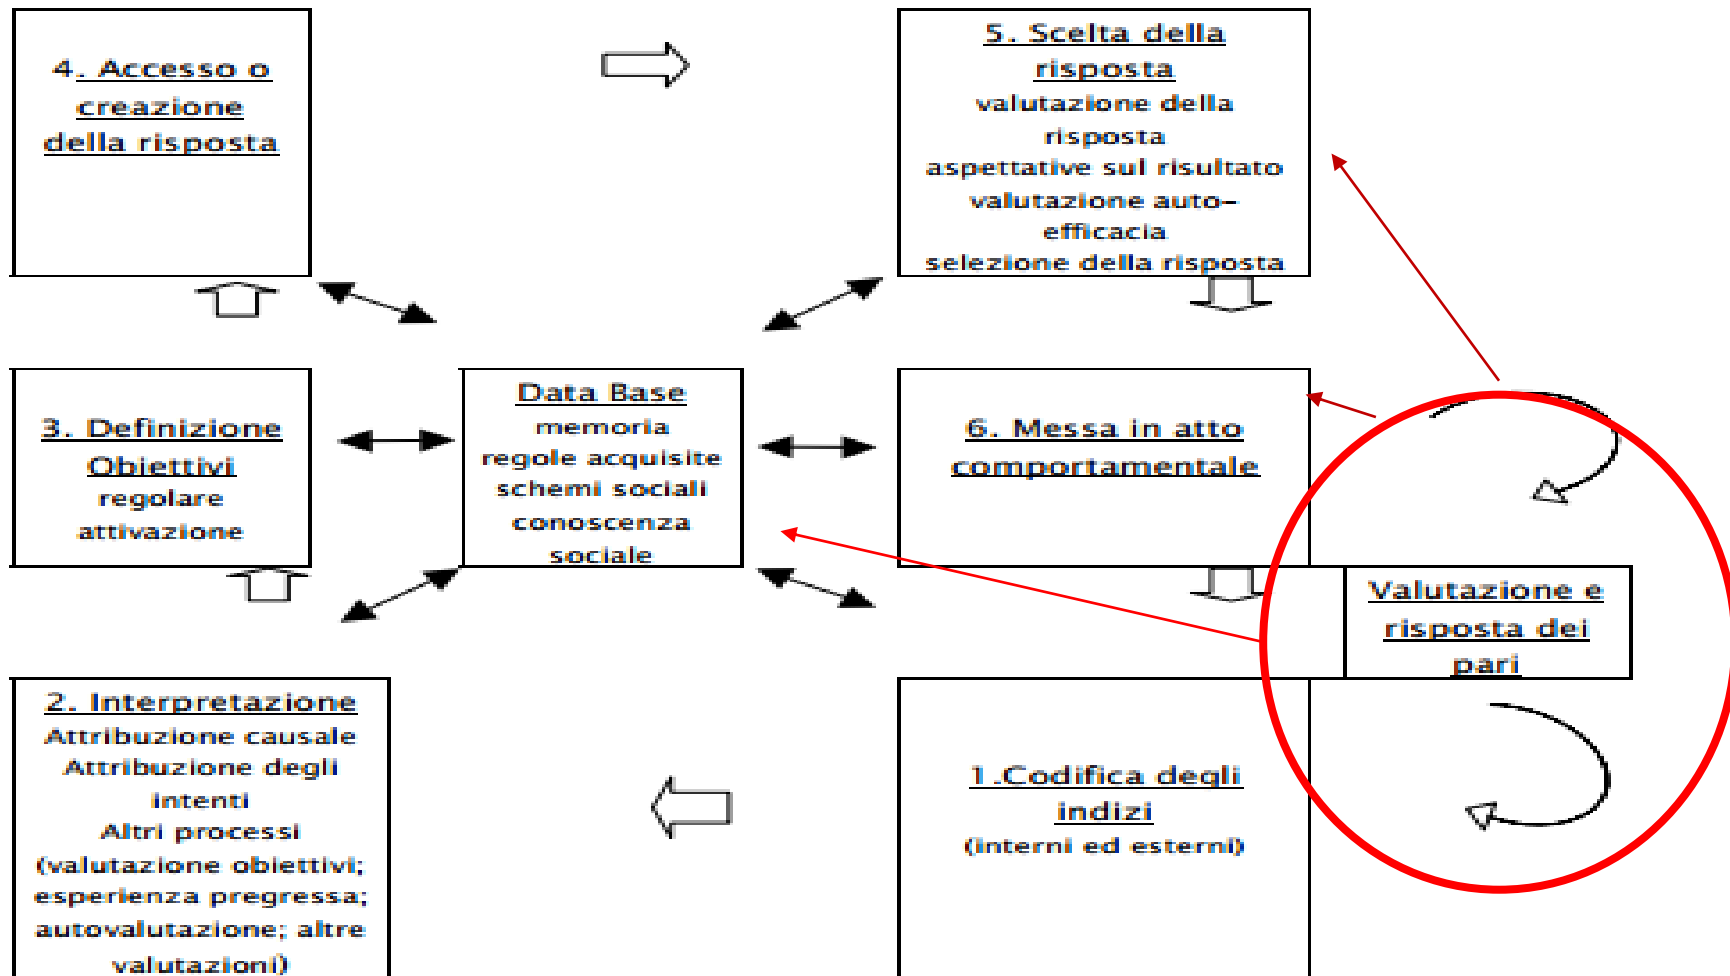 4. Accesso o
creazione
della risposta
5. Scelta della
risposta
valutazione della
risposta
aspettative sul risultato
valutazione auto-
efficacia
selezione della risposta
3. Definizione
Obiettivi
regolare
attivazione
Data Base
memoria
regole acquisite
schemi sociali
conoscenza
sociale
6. Messa in atto
comportamentale
Valutazione e
risposta dei
pari
2. Interpretazione
Attribuzione causale
Attribuzione degli
intenti
Altri processi
(valutazione obiettivi;
esperienza pregressa;
autovalutazione; altre
valutazioni)
1.Codifica degli
indizi
(interni ed esterni)